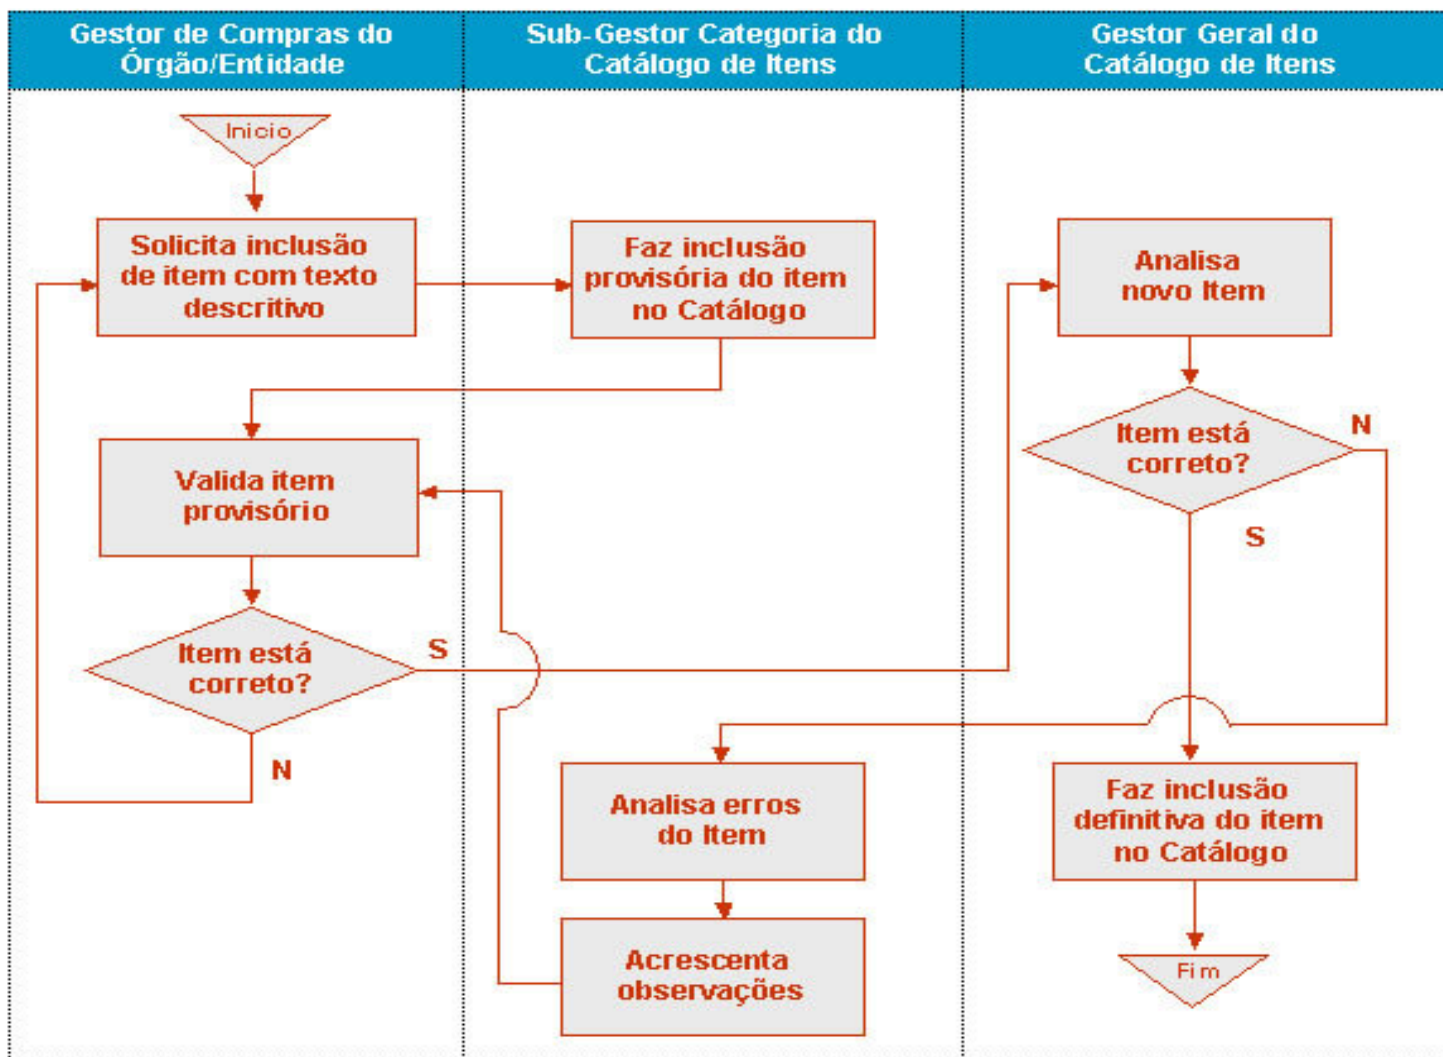 Gestor de Compras do
Órgão/Entidade
Sub-Gestor Categoria do
Catálogo de Itens
Gestor Geral do
Catálogo de Itens
Inicio
Solicita inclusão
de item com texto
descritivo
Faz inclusão
provisória do item
no Catálogo
Analisa
novo Item
Item está
correto?
N
S
Valida item
provisório
Item está
correto?
S
N
Analisa erros
do Item
Faz inclusão
definitiva do item
no Catálogo
Acrescenta
observações
Fim